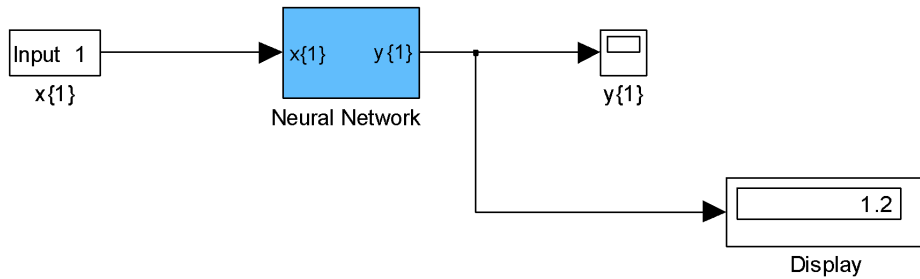 Input 1
x{1}
x{1}
y{1}
Neural Network
y{1}
1.2
Display